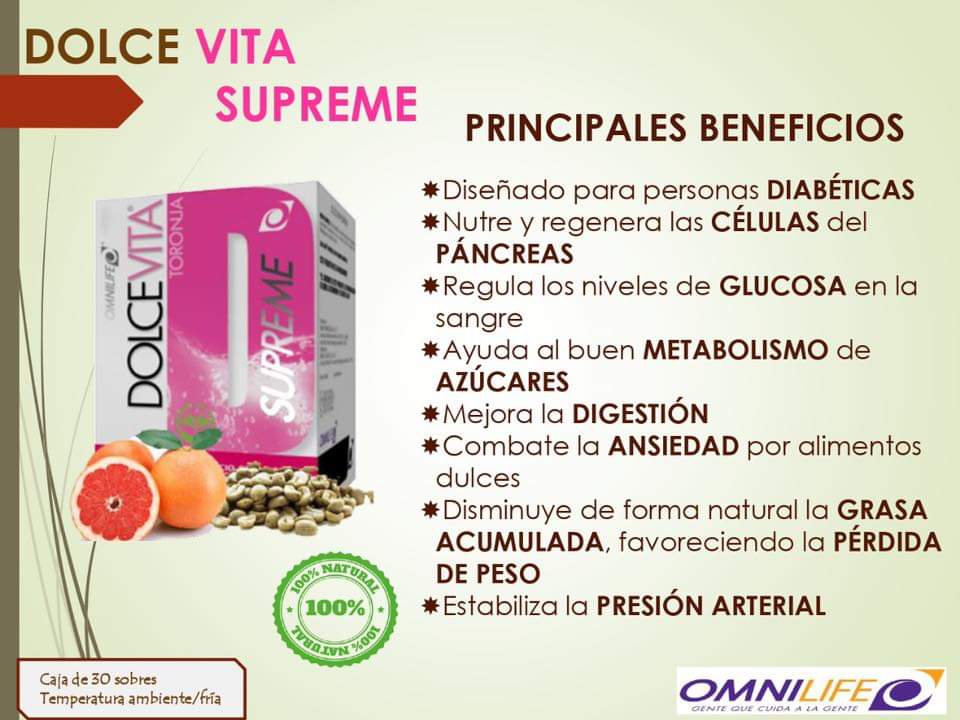 DOLCE VITA
SUPREME
PRINCIPALES BENEFICIOS
Diseñado para personas DIABÉTICAS
Nutre y regenera las CÉLULAS del
PÁNCREAS
Regula los niveles de GLUCOSA en la
sangre
Ayuda al buen METABOLISMO de
AZÚCARES
Mejora la DIGESTIÓN
Combate la ANSIEDAD por alimentos
dulces
Disminuye de forma natural la GRASA
ACUMULADA, favoreciendo la PÉRDIDA
DE PESO
Estabiliza la PRESIÓN ARTERIAL
OMNILIFE
DOLCEVITA®
TORONJA
SUPREME
100% NATURAL
100%
100% NATURAL
Caja de 30 sobres
Temperatura ambiente/fría
OMNILIFE
GENTE QUE CUIDA A LA GENTE